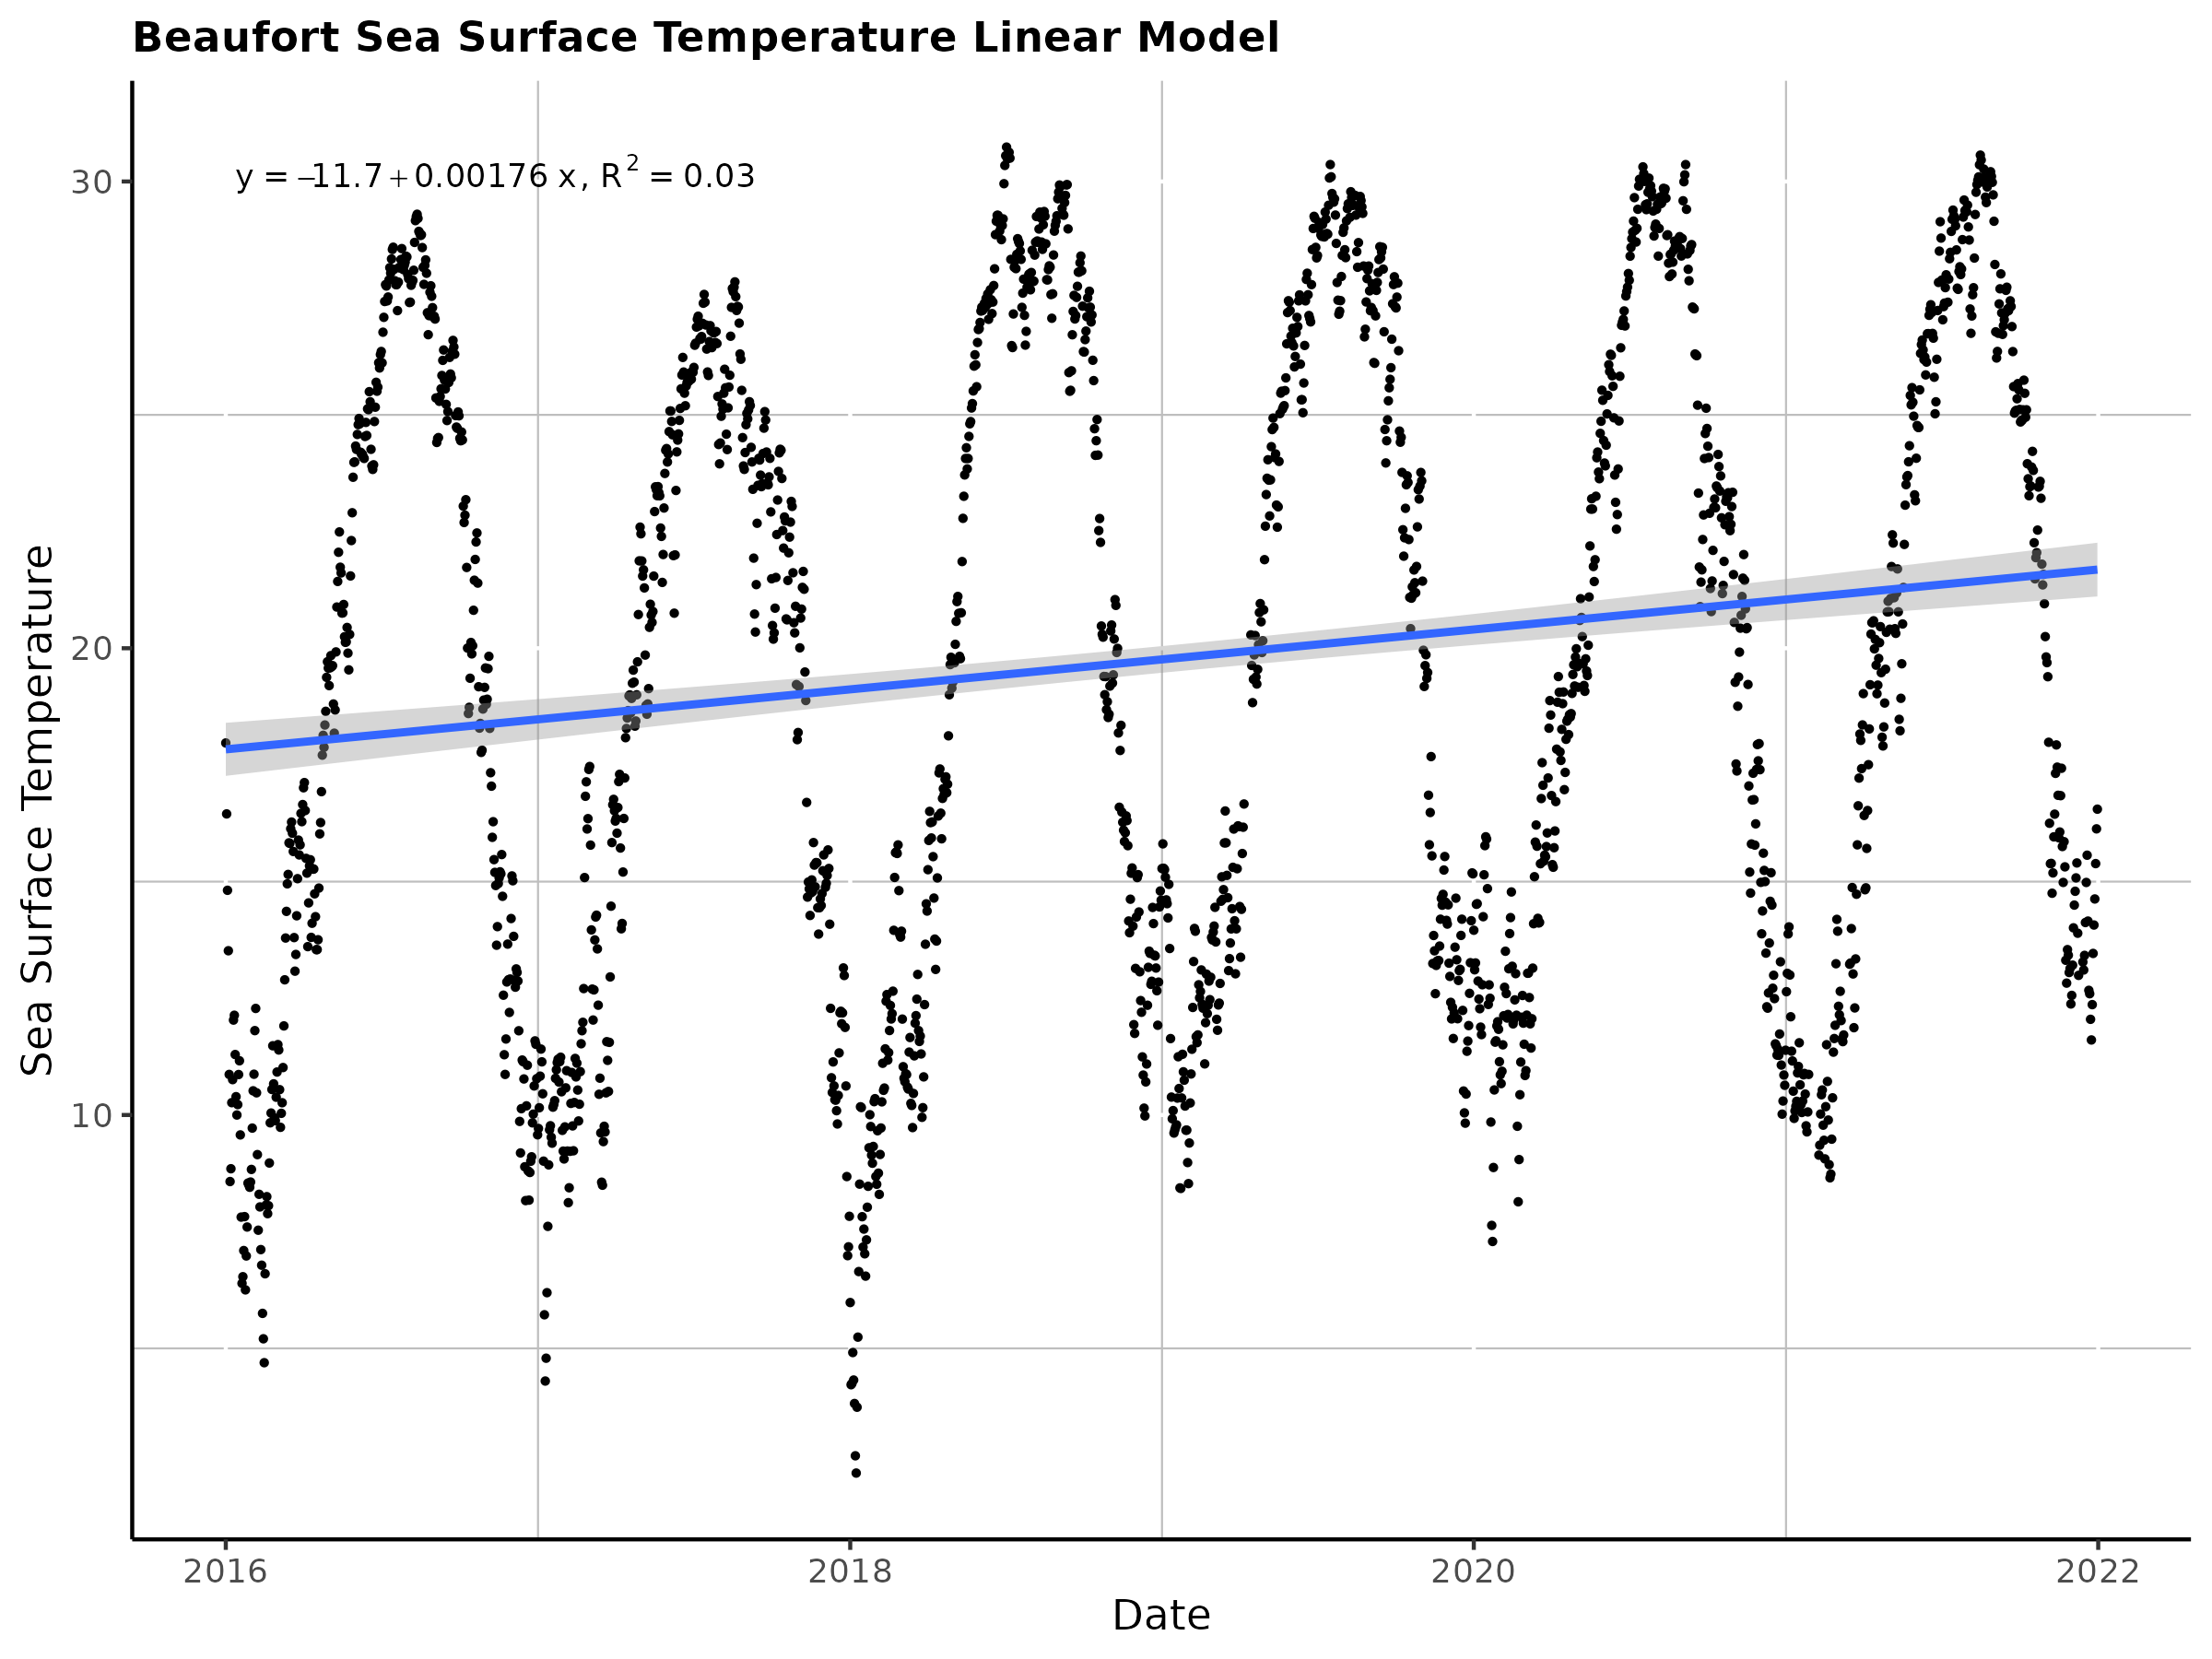 Beaufort Sea Surface Temperature Linear Model
y = −11.7 + 0.00176 x, R² = 0.03
30
20
10
Sea Surface Temperature
2016 2018 2020 2022
Date